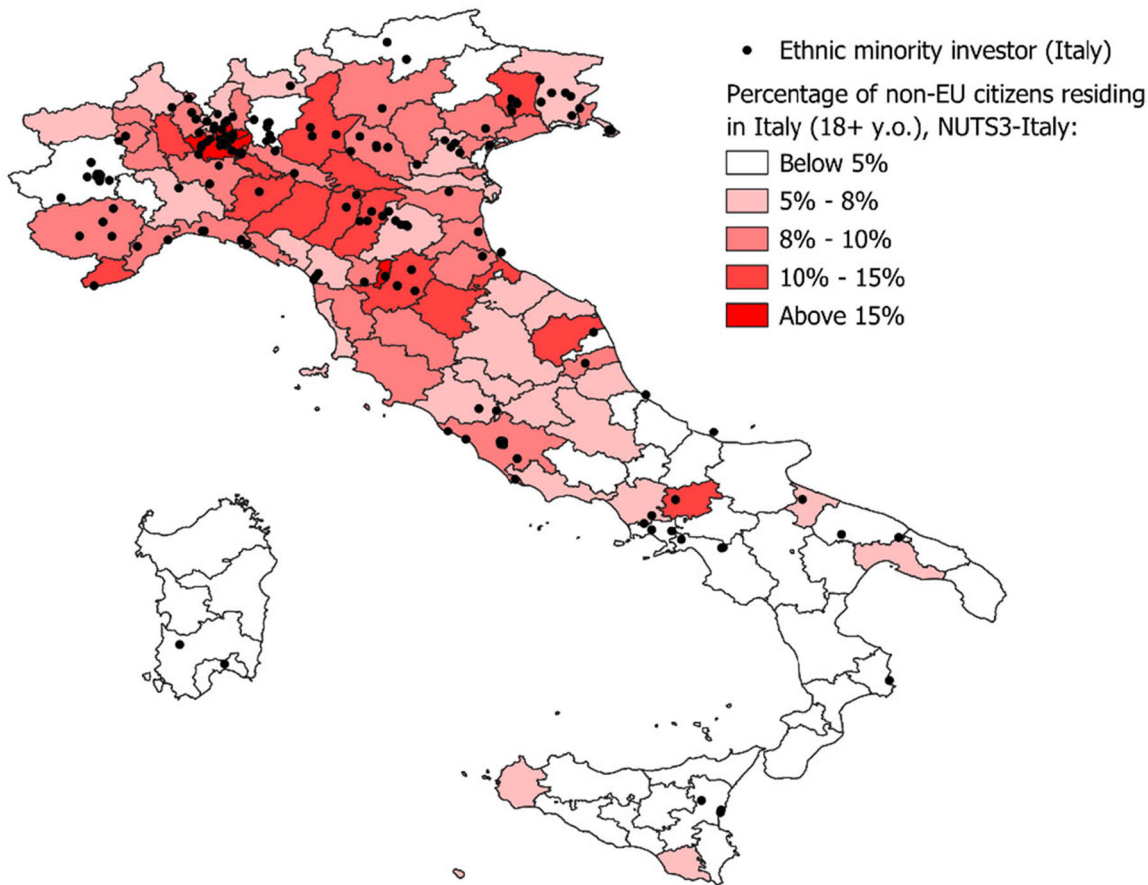 Ethnic minority investor (Italy)
Percentage of non-EU citizens residing
in Italy (18+ y.o.), NUTS3-Italy:
Below 5%
5% - 8%
8% - 10%
10% - 15%
Above 15%